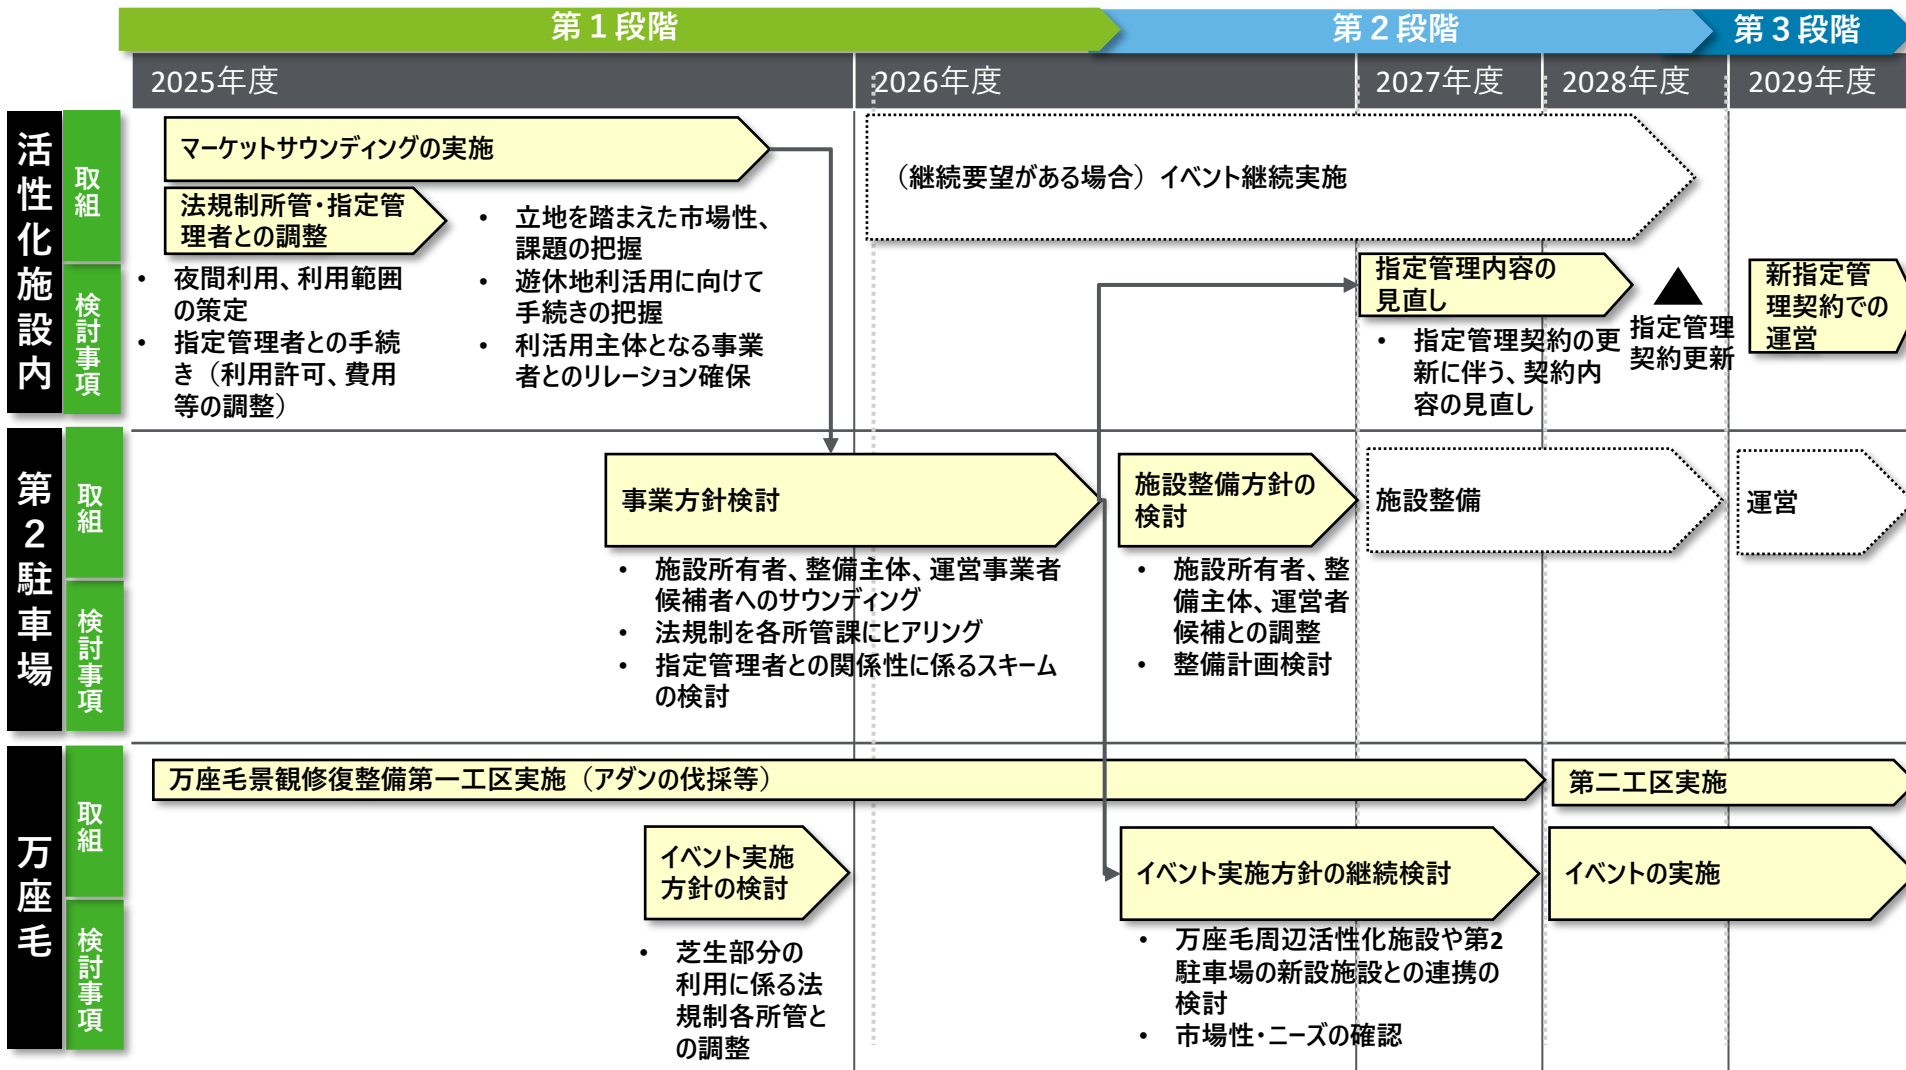 第１段階
第２段階
第３段階
2025年度
2026年度
2027年度
2028年度
2029年度
活性化施設内
取組
マーケットサウンディングの実施
（継続要望がある場合）イベント継続実施
法規制所管・指定管
理者との調整
検討事項
・ 夜間利用、利用範囲
の策定
・ 指定管理者との手続
き（利用許可、費用
等の調整）
・ 立地を踏まえた市場性、
課題の把握
・ 遊休地利活用に向けて
手続きの把握
・ 利活用主体となる事業
者とのリレーション確保
指定管理内容の
見直し
・ 指定管理契約の更
新に伴う、契約内
容の見直し
▲
指定管理
契約更新
新指定管
理契約での
運営
第２駐車場
取組
事業方針検討
施設整備方針の
検討
施設整備
運営
検討事項
・ 施設所有者、整備主体、運営事業者
候補者へのサウンディング
・ 法規制を各所管課にヒアリング
・ 指定管理者との関係性に係るスキーム
の検討
・ 施設所有者、整
備主体、運営者
候補との調整
・ 整備計画検討
万座毛
取組
万座毛景観修復整備第一工区実施（アダンの伐採等）
第二工区実施
イベント実施
方針の検討
イベント実施方針の継続検討
イベントの実施
検討事項
・ 芝生部分の
利用に係る法
規制各所管と
の調整
・ 万座毛周辺活性化施設や第2
駐車場の新設施設との連携の
検討
・ 市場性・ニーズの確認